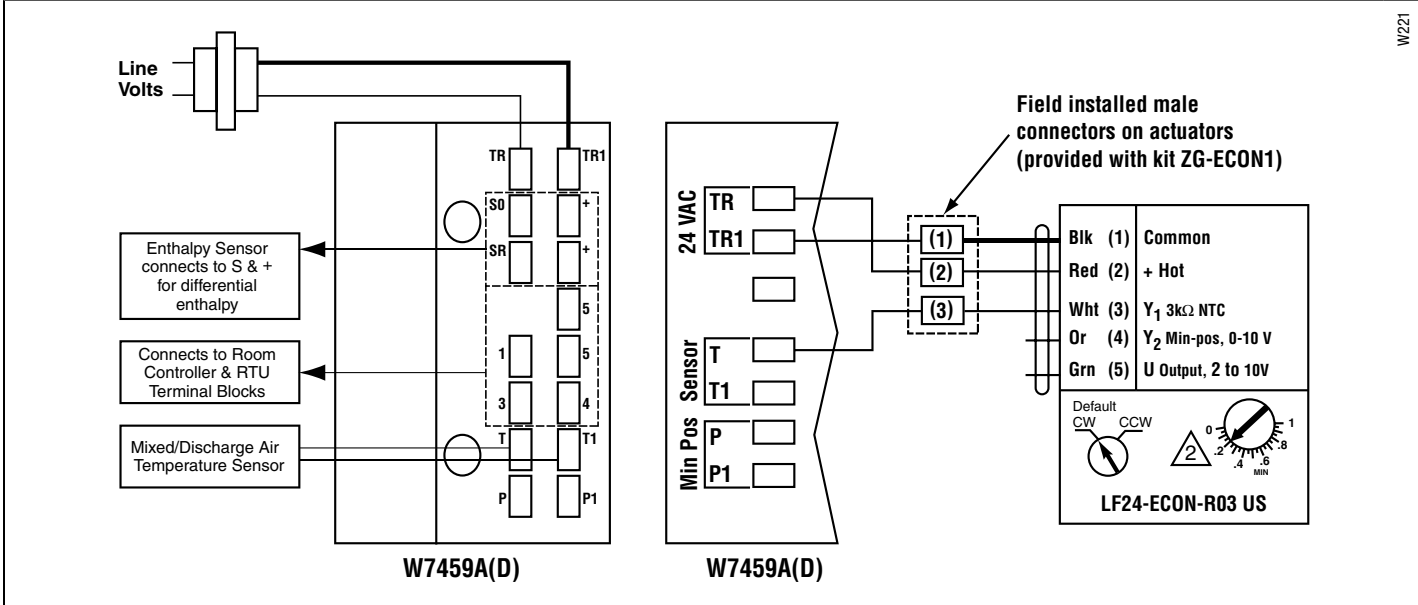 W221
Line
Volts
TR
TR1
S0
+
SR
+
5
1
5
3
4
T
T1
P
P1
Enthalpy Sensor
connects to S & +
for differential
enthalpy
Connects to Room
Controller & RTU
Terminal Blocks
Mixed/Discharge Air
Temperature Sensor
W7459A(D)
24 VAC
TR
TR1
Sensor
T
T1
Min Pos
P
P1
W7459A(D)
Field installed male
connectors on actuators
(provided with kit ZG-ECON1)
(1)
(2)
(3)
Blk (1) Common
Red (2) + Hot
Wht (3) Y1 3kΩ NTC
Or (4) Y2 Min-pos, 0-10 V
Grn (5) U Output, 2 to 10V
Default
CW
CCW
2
0
.2
.4
.6
.8
1
MIN
LF24-ECON-R03 US